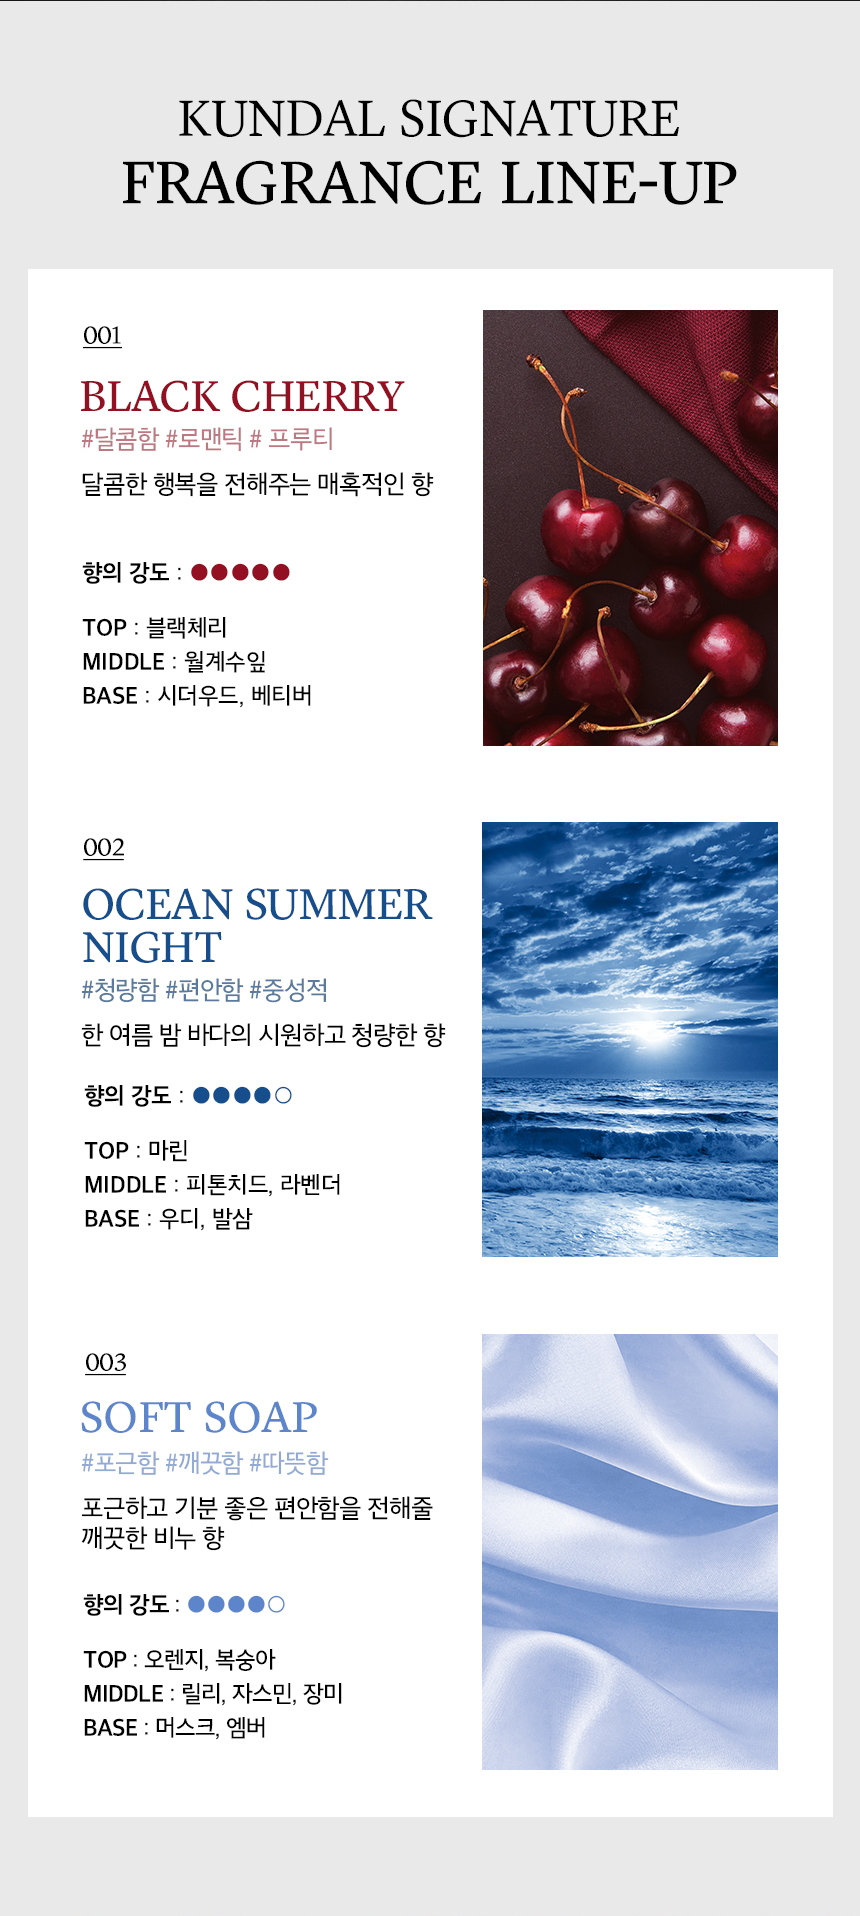 KUNDAL SIGNATURE
FRAGRANCE LINE-UP
001
BLACK CHERRY
#달콤함 #로맨틱 # 프루티
달콤한 행복을 전해주는 매혹적인 향
향의 강도 : ●●●●●
TOP : 블랙체리
MIDDLE : 월계수잎
BASE : 시더우드, 베티버
002
OCEAN SUMMER
NIGHT
#청량함 #편안함 #중성적
한 여름 밤 바다의 시원하고 청량한 향
향의 강도 : ●●●●○
TOP : 마린
MIDDLE : 피톤치드, 라벤더
BASE : 우디, 발삼
003
SOFT SOAP
#포근함 #깨끗함 #따뜻함
포근하고 기분 좋은 편안함을 전해줄
깨끗한 비누 향
향의 강도 : ●●●●○
TOP : 오렌지, 복숭아
MIDDLE : 릴리, 자스민, 장미
BASE : 머스크, 엠버